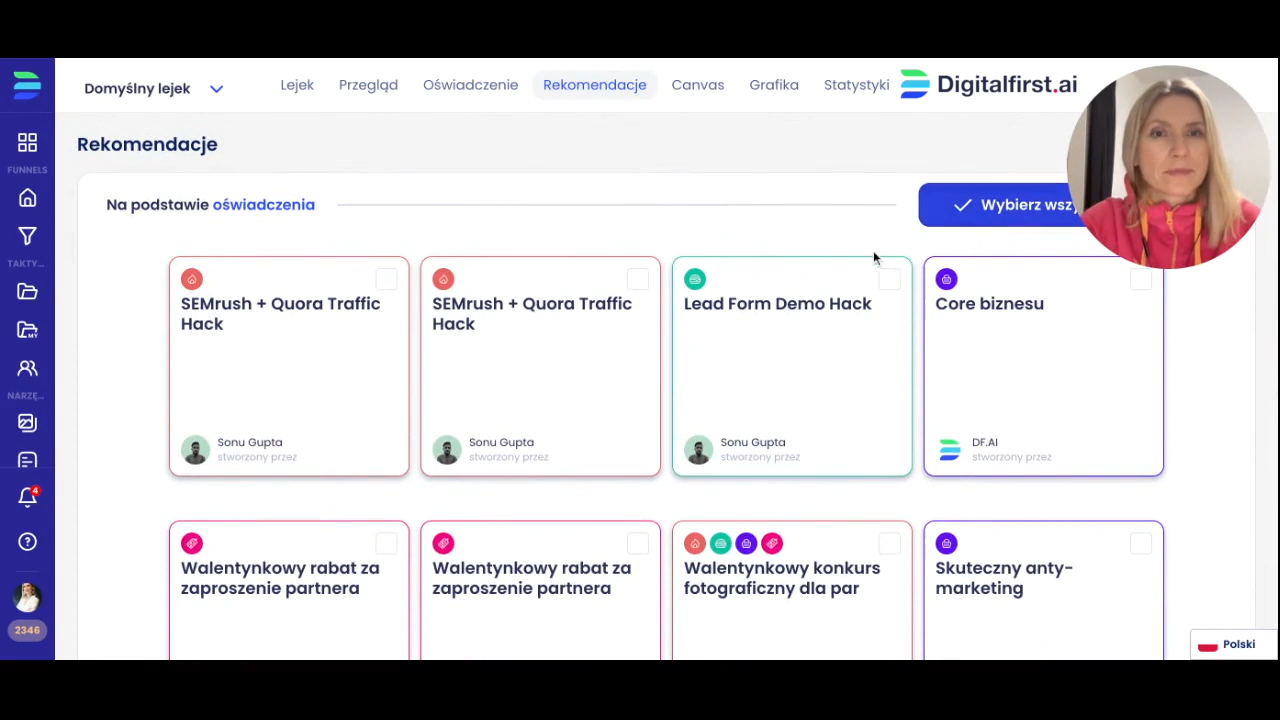 Domyślny lejek
Lejek
Przegląd
Oświadczenie
Rekomendacje
Canvas
Grafika
Statystyki
Digitalfirst.ai
FUNNELS
TAKTY...
NARZĘ...
4
2346
Rekomendacje
Na podstawie oświadczenia
Wybierz
SEMrush + Quora Traffic
Hack
Sonu Gupta
stworzony przez
SEMrush + Quora Traffic
Hack
Sonu Gupta
stworzony przez
Lead Form Demo Hack
Sonu Gupta
stworzony przez
Core biznesu
DF.AI
stworzony przez
Walentynkowy rabat za
zaproszenie partnera
Walentynkowy rabat za
zaproszenie partnera
Walentynkowy konkurs
fotograficzny dla par
Skuteczny anty-
marketing
Polski